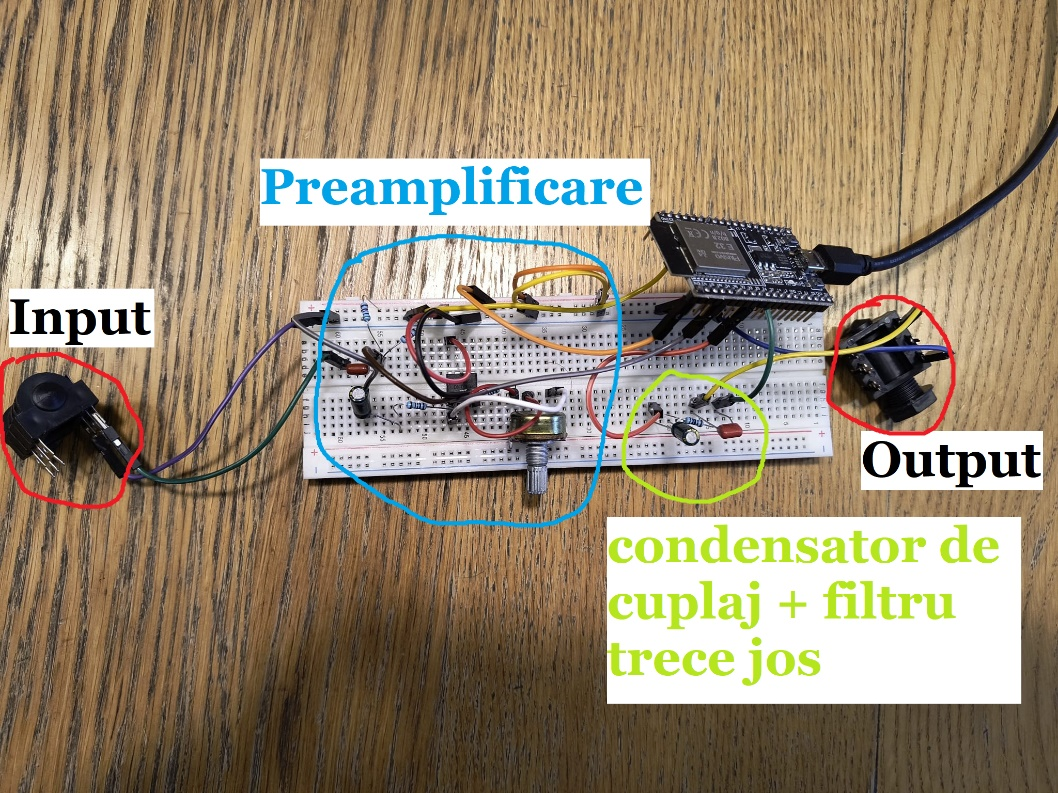 Preamplificare
Input
Output
condensator de
cuplaj + filtru
trece jos